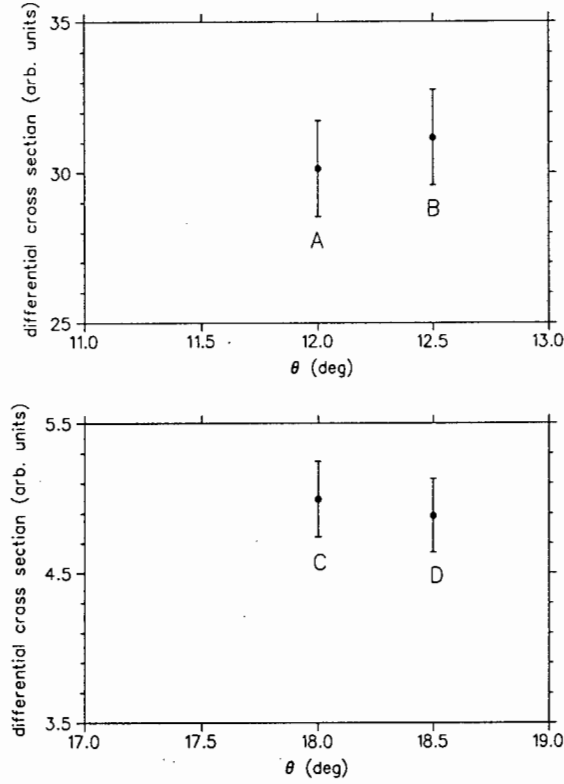 differential cross section (arb. units)
35
30
25
A
B
11.0 11.5 12.0 12.5 13.0
θ (deg)
differential cross section (arb. units)
5.5
4.5
3.5
C
D
17.0 17.5 18.0 18.5 19.0
θ (deg)